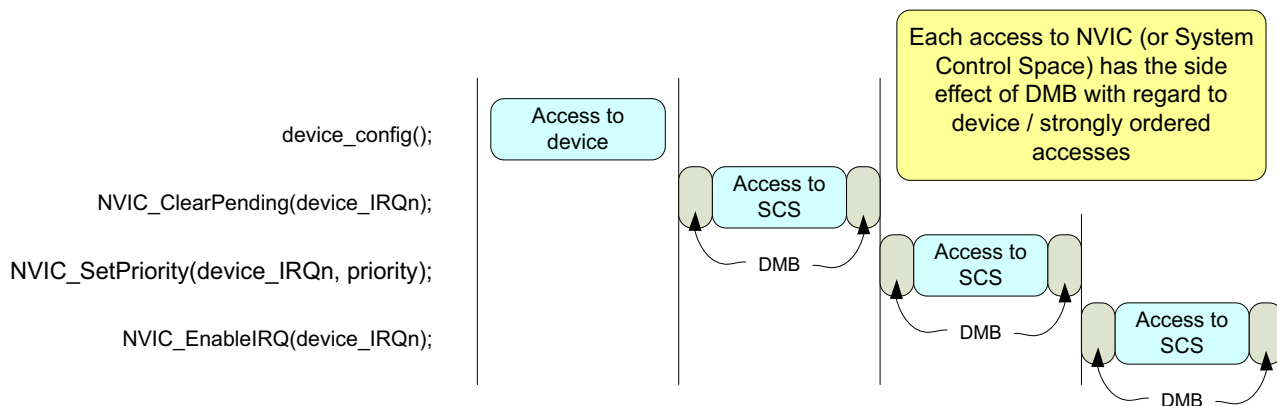 Each access to NVIC (or System
Control Space) has the side
effect of DMB with regard to
device / strongly ordered
accesses
device_config();
Access to
device
NVIC_ClearPending(device_IRQn);
Access to
SCS
DMB
NVIC_SetPriority(device_IRQn, priority);
Access to
SCS
DMB
NVIC_EnableIRQ(device_IRQn);
Access to
SCS
DMB